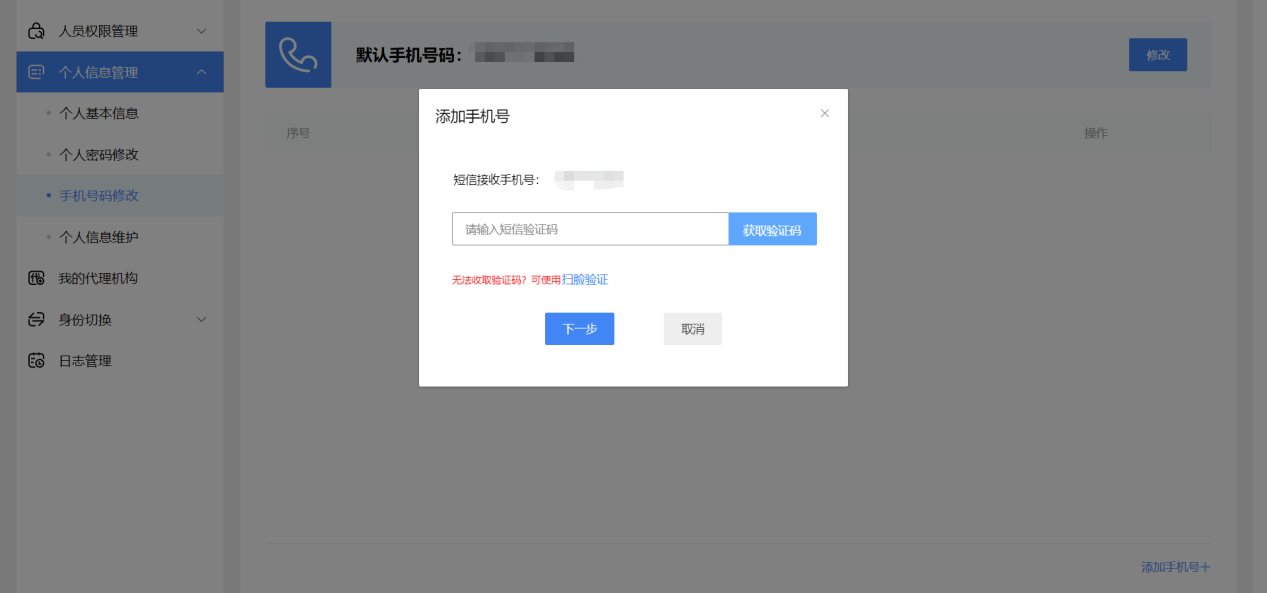 人员权限管理
个人信息管理
个人基本信息
个人密码修改
手机号码修改
个人信息维护
我的代理机构
身份切换
日志管理
默认手机号码：
修改
序号
操作
添加手机号
短信接收手机号：
请输入短信验证码
获取验证码
无法收取验证码？可使用扫脸验证
下一步
取消
添加手机号+